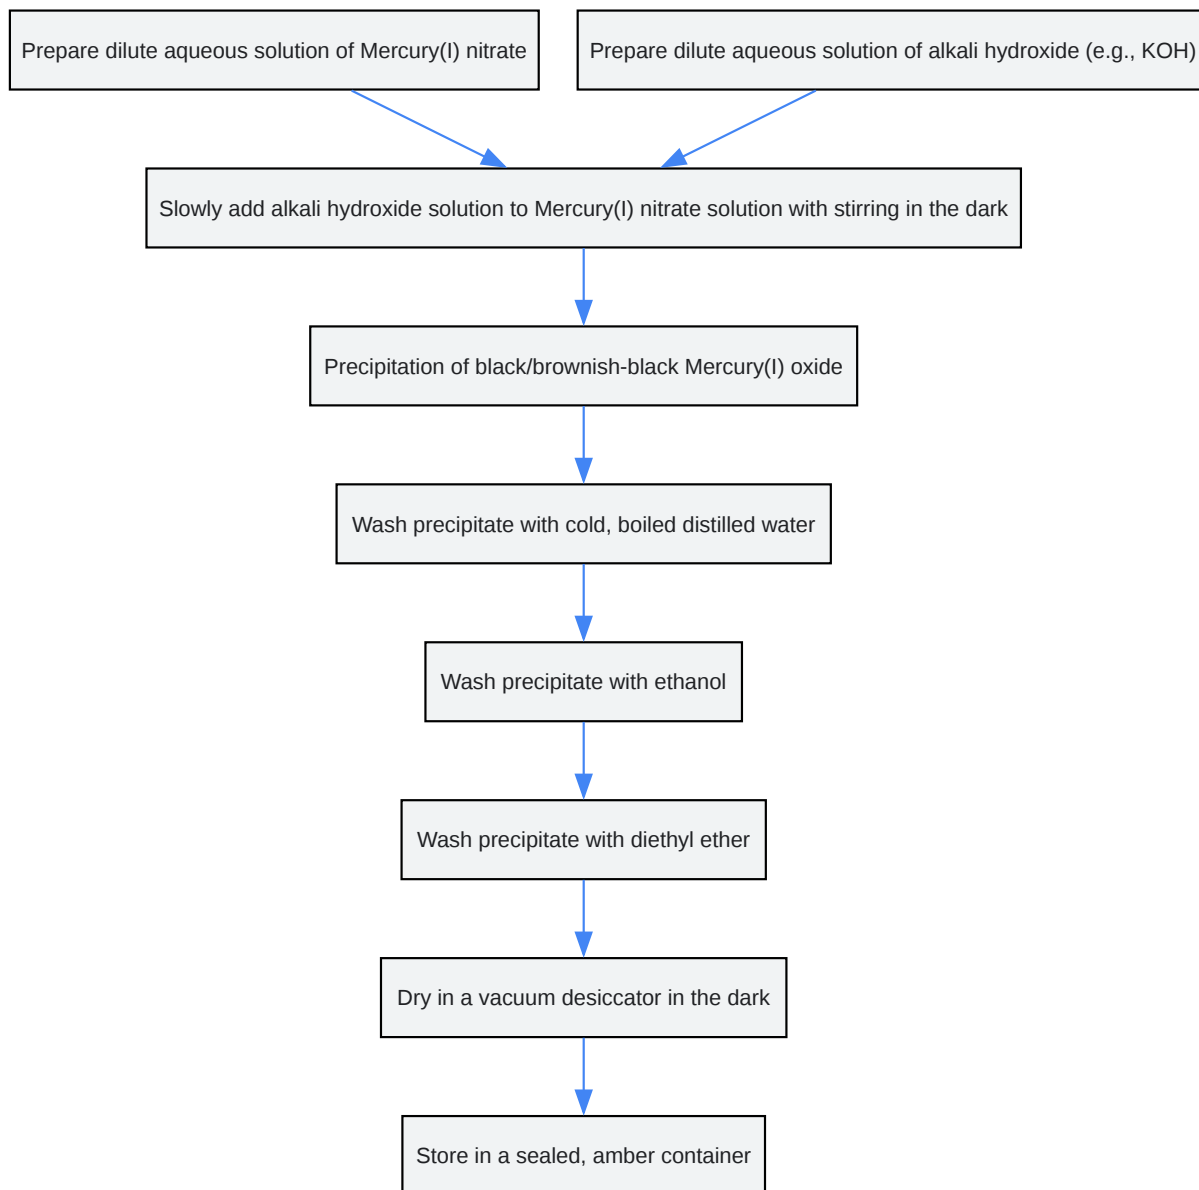 Prepare dilute aqueous solution of Mercury(I) nitrate
Prepare dilute aqueous solution of alkali hydroxide (e.g., KOH)
Slowly add alkali hydroxide solution to Mercury(I) nitrate solution with stirring in the dark
Precipitation of black/brownish-black Mercury(I) oxide
Wash precipitate with cold, boiled distilled water
Wash precipitate with ethanol
Wash precipitate with diethyl ether
Dry in a vacuum desiccator in the dark
Store in a sealed, amber container